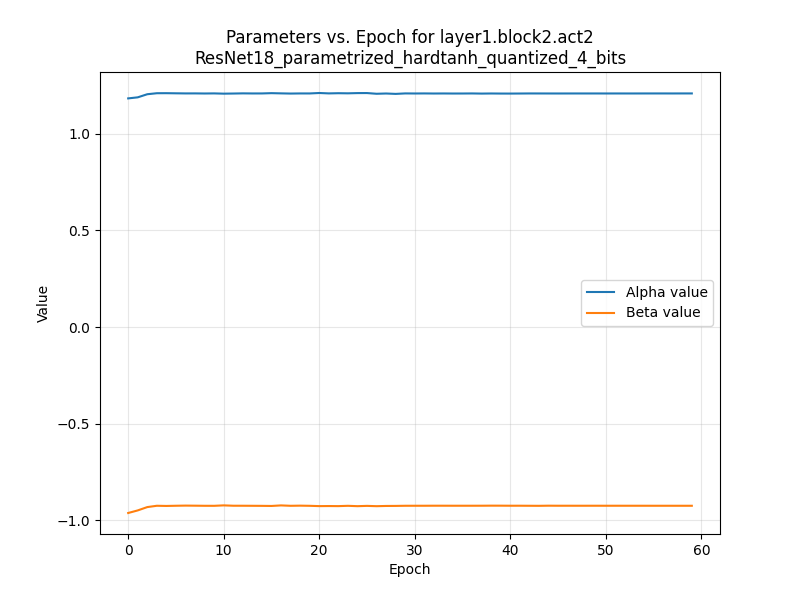 Parameters vs. Epoch for layer1.block2.act2
ResNet18_parametrized_hardtanh_quantized_4_bits
Value
1.0
0.5
0.0
−0.5
−1.0
Alpha value
Beta value
0 10 20 30 40 50 60
Epoch